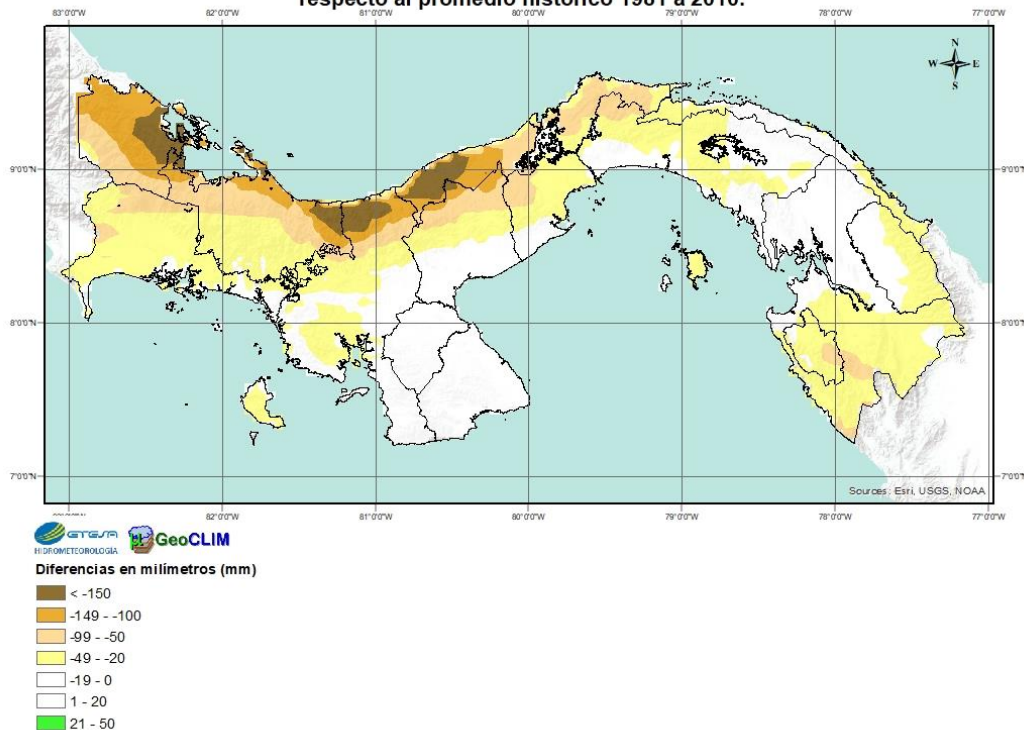 respecto al promedio histórico 1981 a 2010.
83°0'0"W 82°0'0"W 81°0'0"W 80°0'0"W 79°0'0"W 78°0'0"W 77°0'0"W
N
W E
S
9°0'0"N 9°0'0"N
8°0'0"N 8°0'0"N
7°0'0"N 7°0'0"N
Sources: Esri, USGS, NOAA
82°0'0"W 81°0'0"W 80°0'0"W 79°0'0"W 78°0'0"W 77°0'0"W
ETESA GeoCLIM
HIDROMETEOROLOGÍA
Diferencias en milímetros (mm)
< -150
-149 - -100
-99 - -50
-49 - -20
-19 - 0
1 - 20
21 - 50